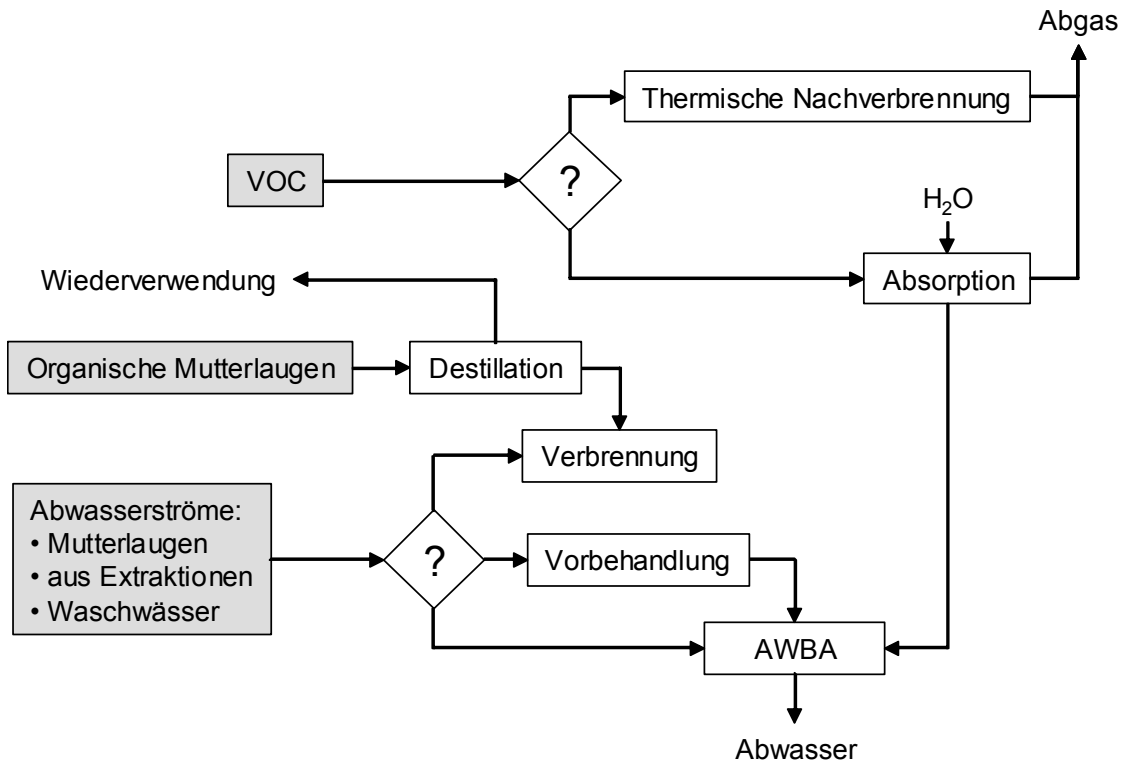 Abgas
Thermische Nachverbrennung
VOC
?
H₂O
Absorption
Wiederverwendung
Organische Mutterlaugen
Destillation
Verbrennung
Abwasserströme:
• Mutterlaugen
• aus Extraktionen
• Waschwässer
?
Vorbehandlung
AWBA
Abwasser